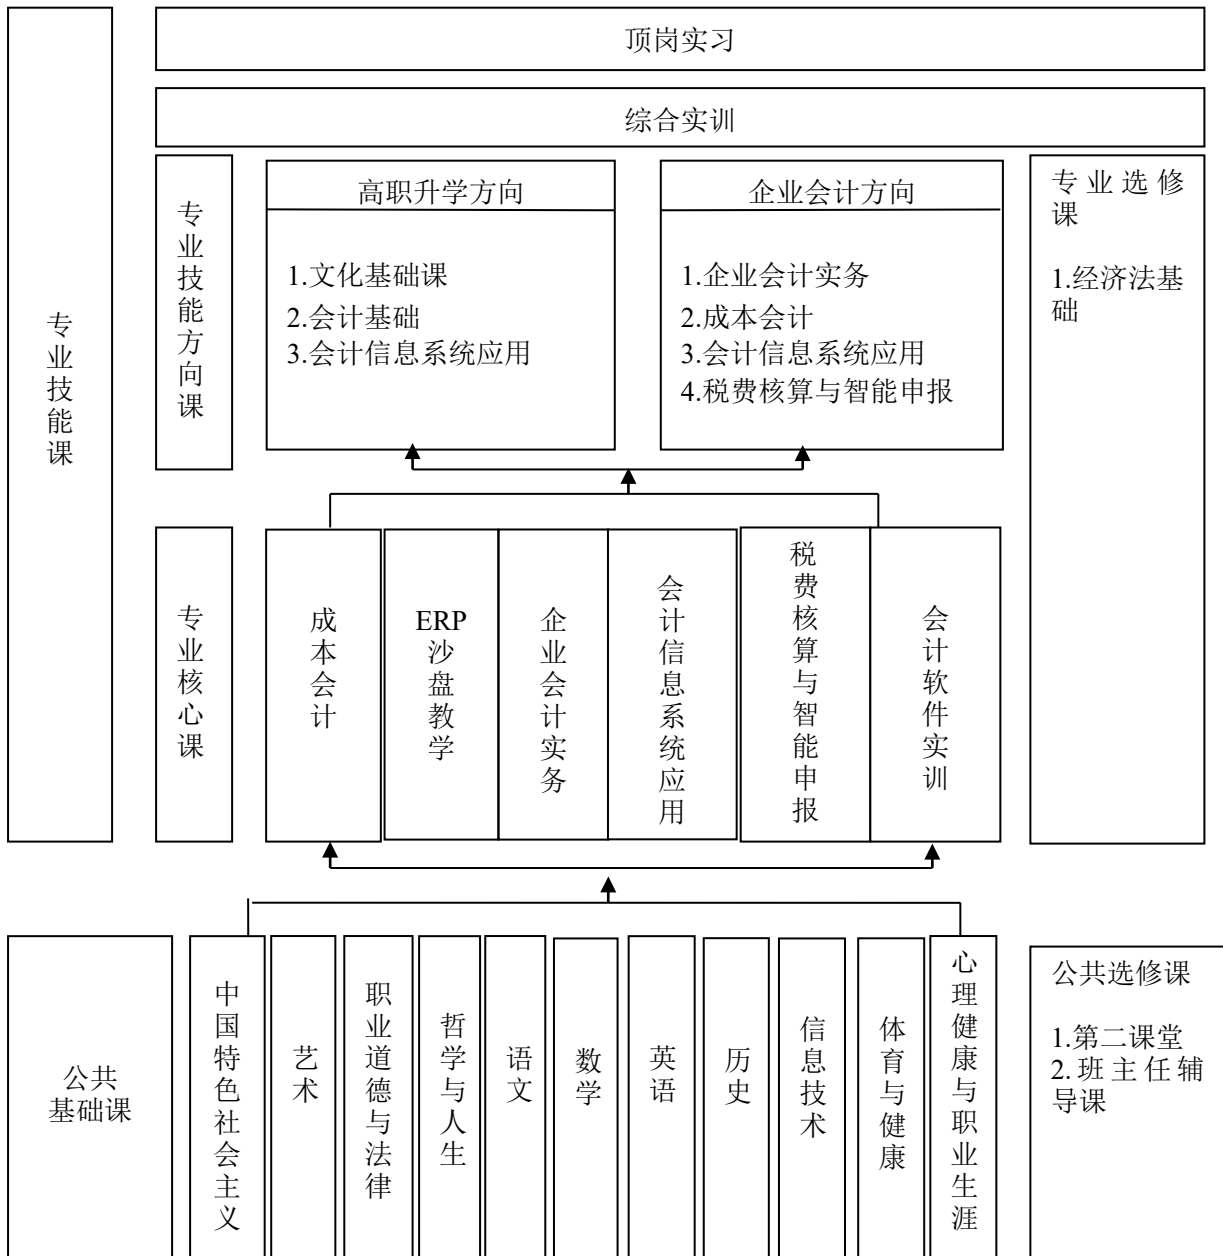 顶岗实习
综合实训
专业技能课
专业技能方向课
高职升学方向
1.文化基础课
2.会计基础
3.会计信息系统应用
企业会计方向
1.企业会计实务
2.成本会计
3.会计信息系统应用
4.税费核算与智能申报
专业选修
课
1.经济法基
础
专业核心课
成本会计
ERP
沙盘教学
企业会计实务
会计信息系统应用
税费核算与智能申报
会计软件实训
公共
基础课
中国特色社会主义
艺术
职业道德与法律
哲学与人生
语文
数学
英语
历史
信息技术
体育与健康
心理健康与职业生涯
公共选修课
1.第二课堂
2.班主任辅
导课